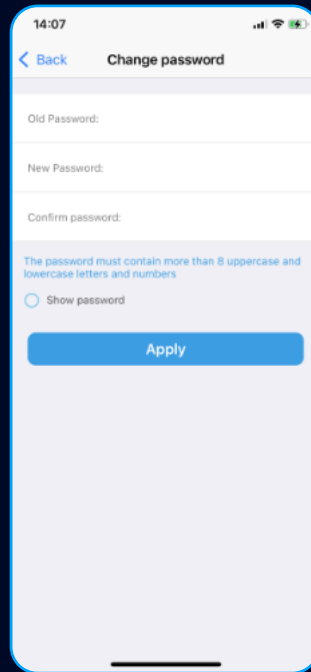 14:07
Back Change password
Old Password:
New Password:
Confirm password:
The password must contain more than 8 uppercase and
lowercase letters and numbers
Show password
Apply